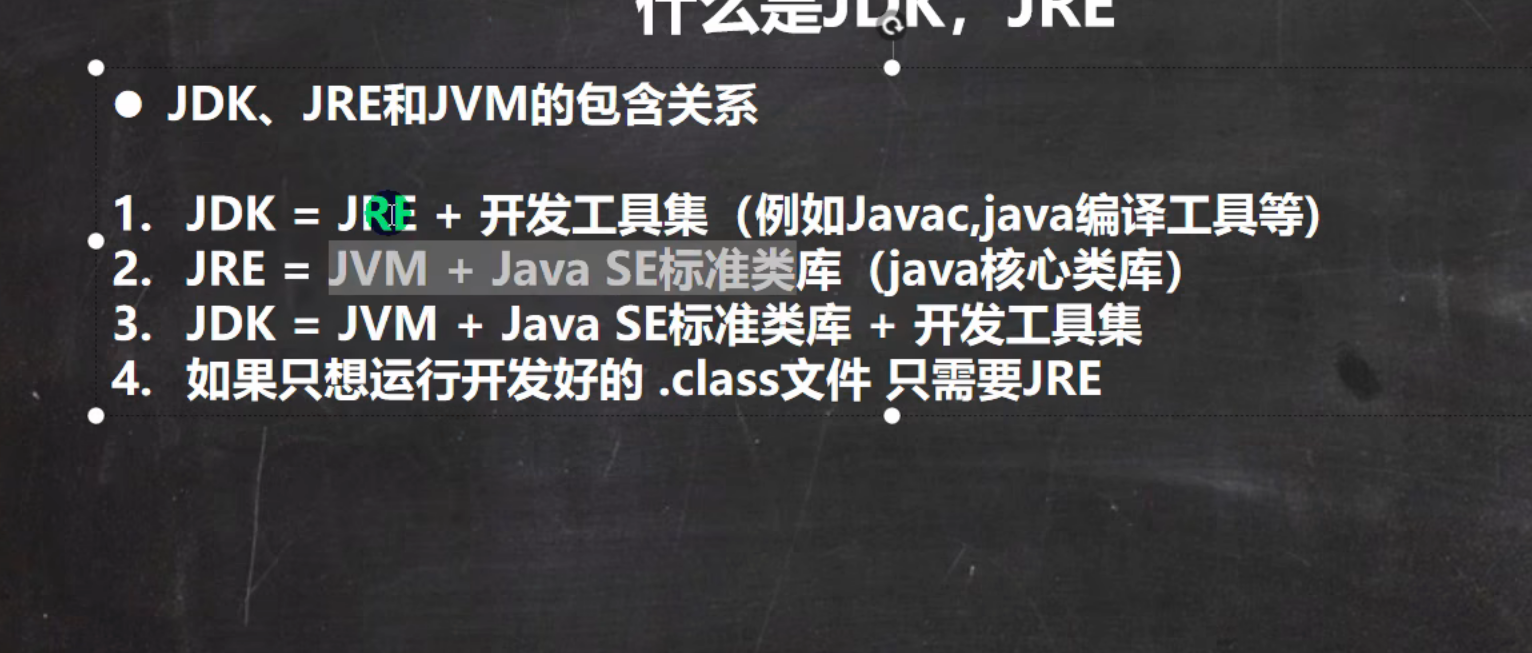 什么是JDK，JRE
● JDK、JRE和JVM的包含关系
1. JDK = JRE + 开发工具集（例如Javac,java编译工具等)
2. JRE = JVM + Java SE标准类库（java核心类库）
3. JDK = JVM + Java SE标准类库 + 开发工具集
4. 如果只想运行开发好的 .class文件 只需要JRE